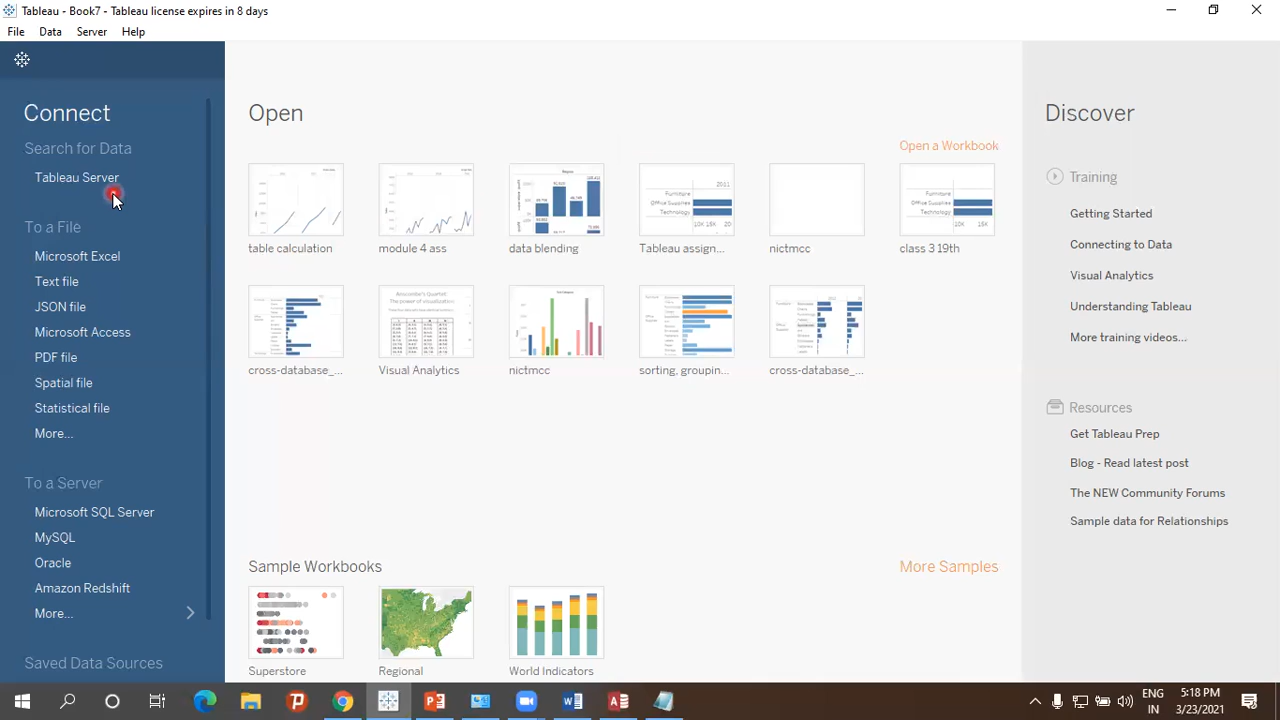 Tableau - Book7 - Tableau license expires in 8 days
File Data Server Help
Connect
Search for Data
Tableau Server
To a File
Microsoft Excel
Text file
JSON file
Microsoft Access
PDF file
Spatial file
Statistical file
More...
To a Server
Microsoft SQL Server
MySQL
Oracle
Amazon Redshift
More...
Saved Data Sources
Open
Open a Workbook
table calculation
module 4 ass
data blending
Tableau assign...
nictmcc
class 3 19th
cross-database_...
Visual Analytics
nictmcc
sorting, groupin...
cross-database_...
Sample Workbooks
More Samples
Superstore
Regional
World Indicators
Discover
Training
Getting Started
Connecting to Data
Visual Analytics
Understanding Tableau
More training videos...
Resources
Get Tableau Prep
Blog - Read latest post
The NEW Community Forums
Sample data for Relationships
ENG
IN
5:18 PM
3/23/2021